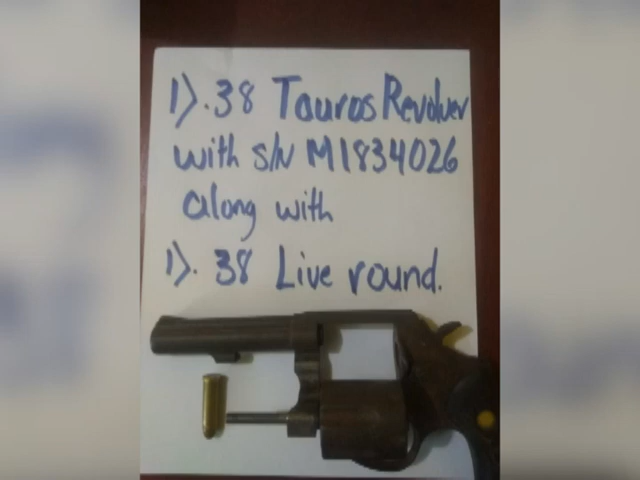 1). .38 Tauros Revolver
with s/N M1834026
along with
1). 38 Live round.